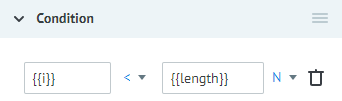 Condition
{{i}} < {{length}} N